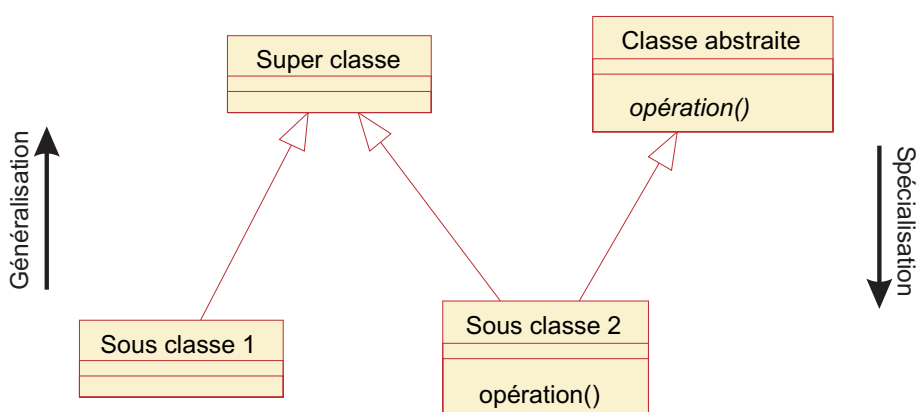 Classe abstraite
Super classe
opération()
Généralisation
Spécialisation
Sous classe 1
Sous classe 2
opération()